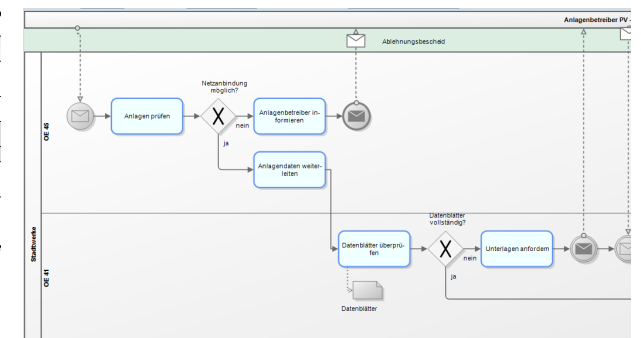 Anlagenbetreiber PV -
Ablehnungsbescheid
Netzanbindung
möglich?
Anlagen prüfen
X
nein
Anlagenbetreiber in-
formieren
ja
Anlagendaten weiter-
leiten
OE 45
Stadtwerke
Datenblätter
vollständig?
Datenblätter überprü-
fen
X
nein
Unterlagen anfordern
ja
Datenblätter
OE 41